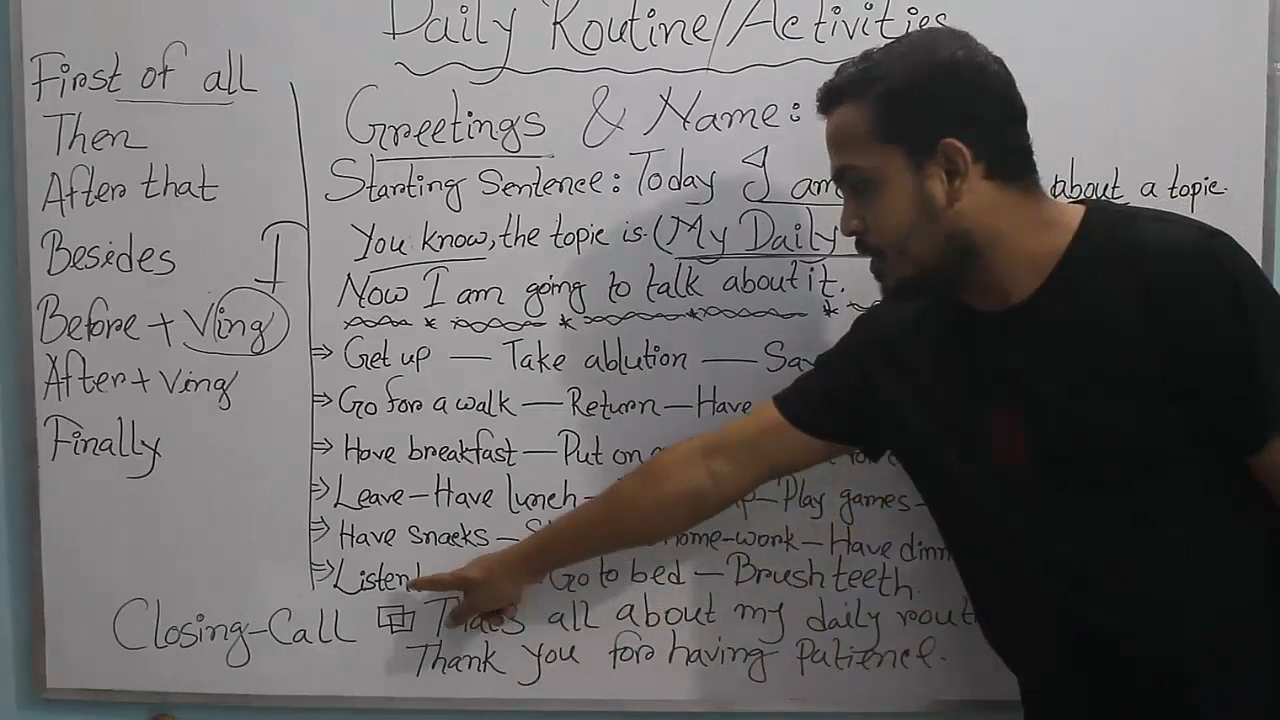 Daily Routine/Activities
First of all
Then
After that
Besides
Before + Ving
After + Ving
Finally
Greetings & Name:
Starting Sentence: Today I am about a topic.
You know, the topic is (My Daily
Now I am going to talk about it.
⇒ Get up — Take ablution —
⇒ Go for a walk — Return — Have
⇒ Have breakfast — Put on
⇒ Leave — Have lunch — — Play games —
⇒ Have snacks — home-work — Have
⇒ Go to bed — Brush teeth.
Closing-Call all about my daily
Thank you for having Patience.